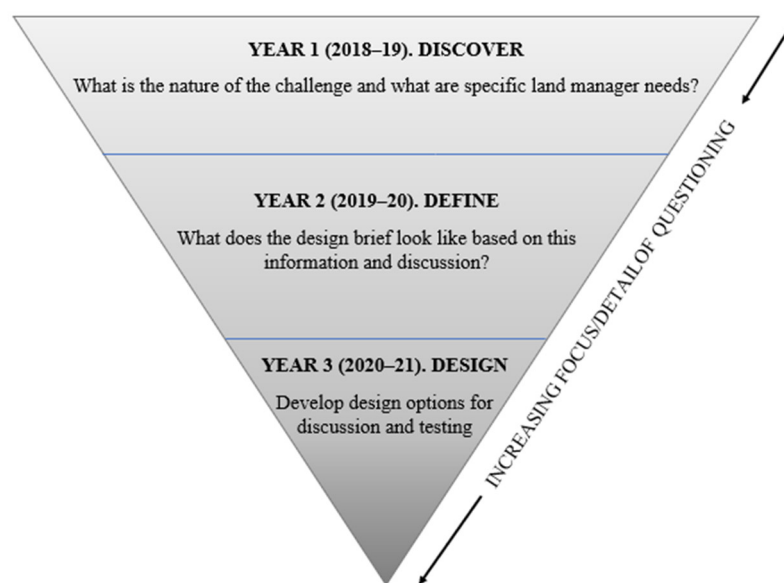 YEAR 1 (2018–19). DISCOVER
What is the nature of the challenge and what are specific land manager needs?
YEAR 2 (2019–20). DEFINE
What does the design brief look like based on this
information and discussion?
YEAR 3 (2020–21). DESIGN
Develop design options for
discussion and testing
INCREASING FOCUS/DETAIL OF QUESTIONING